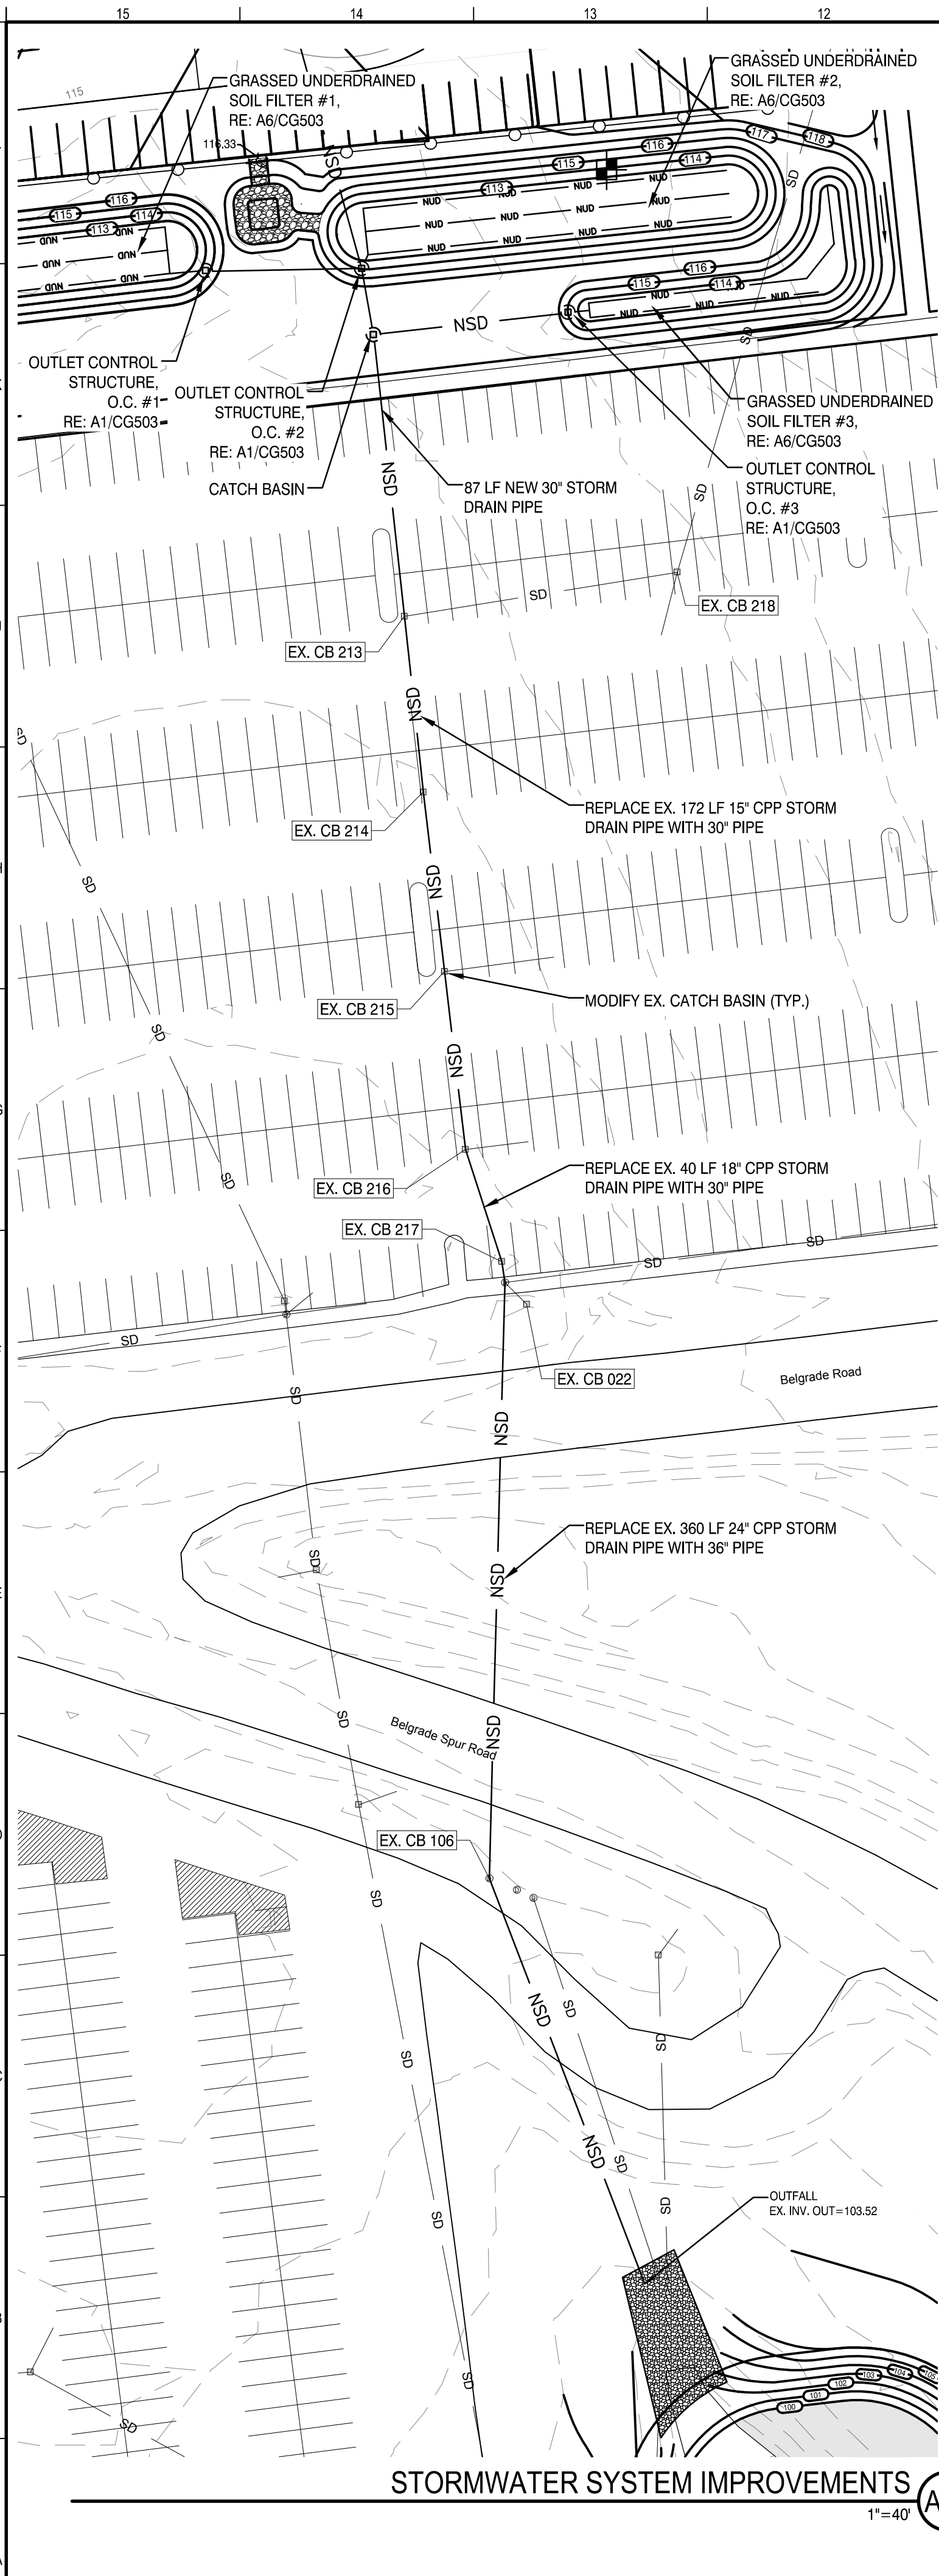 15
14
13
12
115
GRASSED UNDERDRAINED
SOIL FILTER #1,
RE: A6/CG503
GRASSED UNDERDRAINED
SOIL FILTER #2,
RE: A6/CG503
116.33
NSD
117
118
116
115
114
113
NUD
NUD
NUD
NUD
NUD
NUD
NUD
NUD
NUD
NUD
NUD
NUD
SD
116
115
114
113
NUD
NUD
NUD
NUD
NUD
NUD
116
115
114
NUD
NUD
NUD
NUD
NSD
SD
OUTLET CONTROL
STRUCTURE,
O.C. #1
RE: A1/CG503
OUTLET CONTROL
STRUCTURE,
O.C. #2
RE: A1/CG503
CATCH BASIN
GRASSED UNDERDRAINED
SOIL FILTER #3,
RE: A6/CG503
OUTLET CONTROL
STRUCTURE,
O.C. #3
RE: A1/CG503
NSD
87 LF NEW 30" STORM
DRAIN PIPE
SD
SD
EX. CB 218
EX. CB 213
NSD
NSD
SD
REPLACE EX. 172 LF 15" CPP STORM
DRAIN PIPE WITH 30" PIPE
EX. CB 214
NSD
SD
EX. CB 215
MODIFY EX. CATCH BASIN (TYP.)
SD
NSD
REPLACE EX. 40 LF 18" CPP STORM
DRAIN PIPE WITH 30" PIPE
SD
EX. CB 216
EX. CB 217
SD
SD
SD
EX. CB 022
Belgrade Road
SD
NSD
REPLACE EX. 360 LF 24" CPP STORM
DRAIN PIPE WITH 36" PIPE
SD
NSD
SD
Belgrade Spur Road
NSD
EX. CB 106
SD
NSD
SD
SD
SD
NSD
SD
SD
SD
OUTFALL
EX. INV. OUT=103.52
SD
SD
105
104
103
102
101
100
STORMWATER SYSTEM IMPROVEMENTS
1"=40'